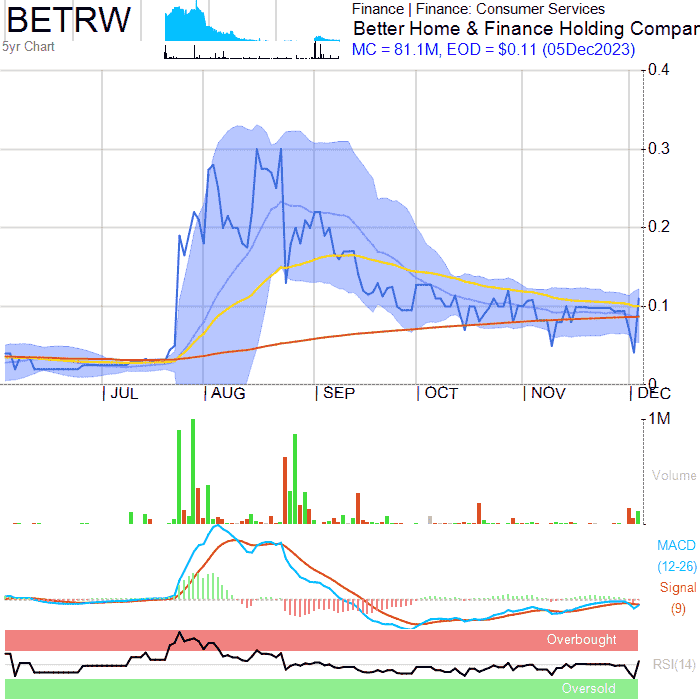 BETRW
5yr Chart
Finance | Finance: Consumer Services
Better Home & Finance Holding Compan
MC = 81.1M, EOD = $0.11 (05Dec2023)
0.4
0.3
0.2
0.1
0
JUL AUG SEP OCT NOV DEC
1M
Volume
MACD
(12-26)
Signal
(9)
Overbought
RSI(14)
Oversold